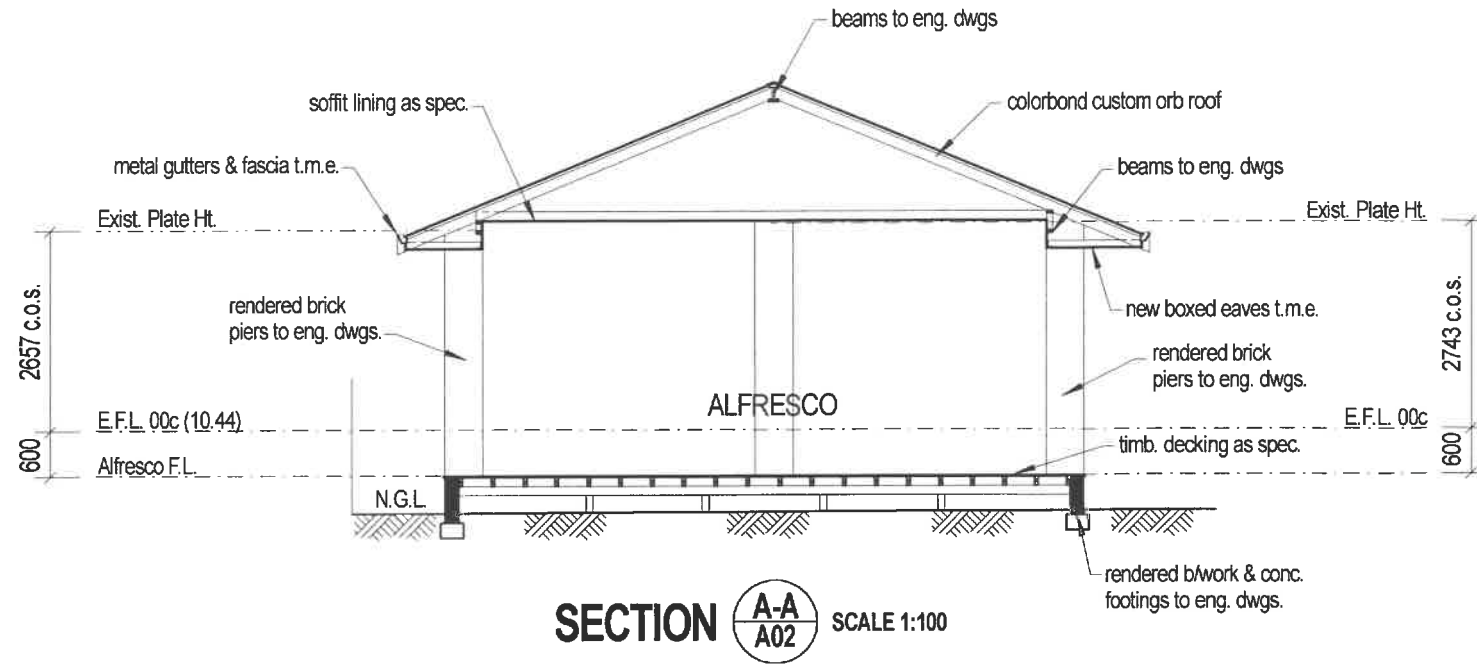 beams to eng. dwgs
soffit lining as spec.
colorbond custom orb roof
metal gutters & fascia t.m.e.
beams to eng. dwgs
Exist. Plate Ht.
Exist. Plate Ht.
2657 c.o.s.
rendered brick
piers to eng. dwgs.
new boxed eaves t.m.e.
2743 c.o.s.
rendered brick
piers to eng. dwgs.
ALFRESCO
E.F.L. 00c (10.44)
E.F.L. 00c
600
Alfresco F.L.
timb. decking as spec.
600
N.G.L.
rendered b/work & conc.
footings to eng. dwgs.
SECTION
A-A
A02
SCALE 1:100